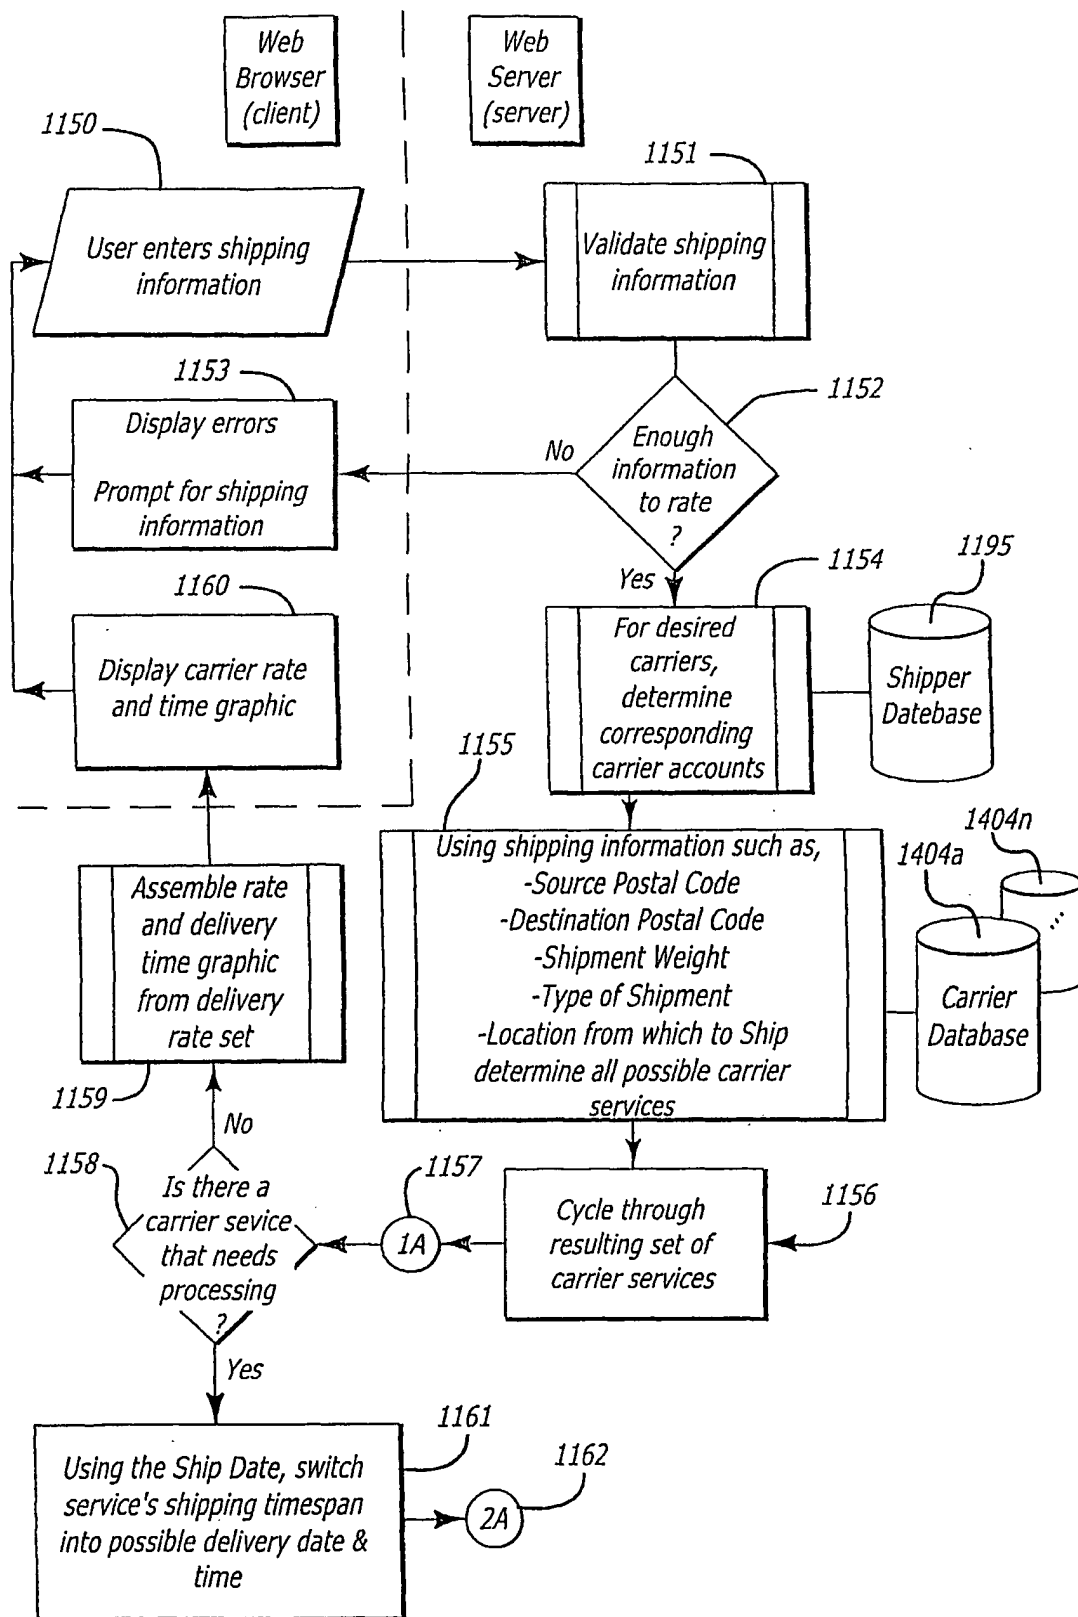 Web
Browser
(client)
Web
Server
(server)
1150
1151
User enters shipping
information
Validate shipping
information
1153
1152
Display errors
Prompt for shipping
information
No
Enough
information
to rate
?
Yes
1154
1195
1160
Display carrier rate
and time graphic
For desired
carriers,
determine
corresponding
carrier accounts
Shipper
Datebase
1155
Using shipping information such as,
-Source Postal Code
-Destination Postal Code
-Shipment Weight
-Type of Shipment
-Location from which to Ship
determine all possible carrier
services
1404n
1404a
Carrier
Database
Assemble rate
and delivery
time graphic
from delivery
rate set
1159
No
1158
Is there a
carrier sevice
that needs
processing
?
1157
1A
Cycle through
resulting set of
carrier services
1156
Yes
Using the Ship Date, switch
service's shipping timespan
into possible delivery date &
time
1161
1162
2A